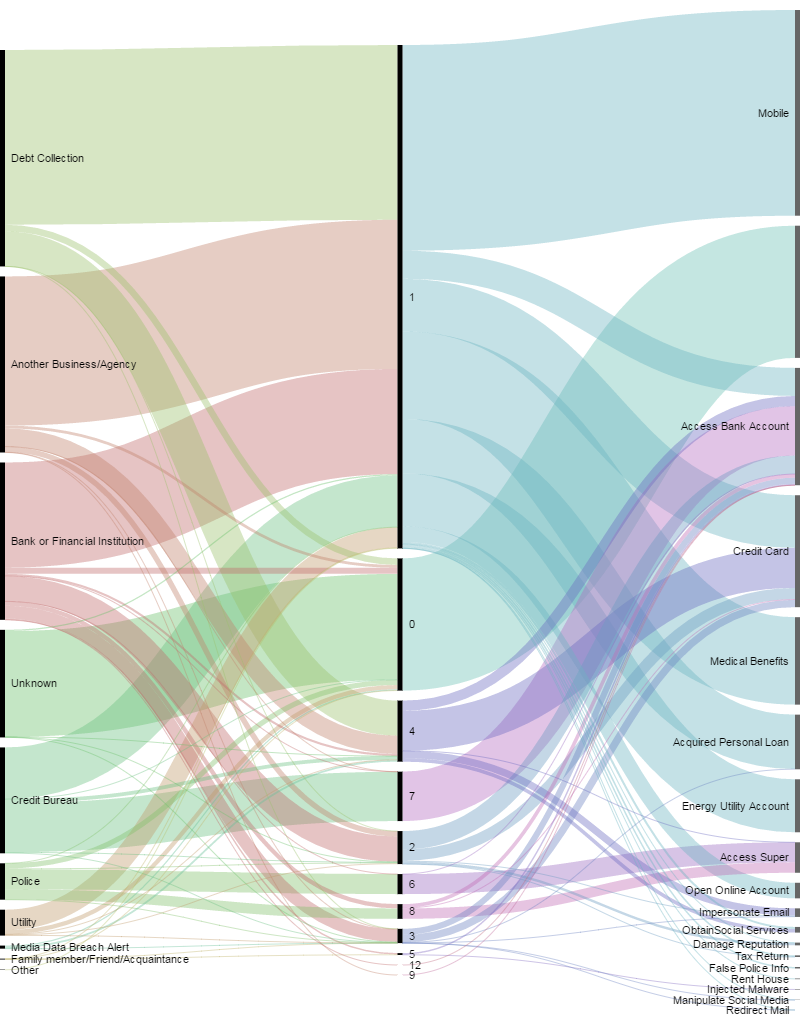 Debt Collection
Another Business/Agency
Bank or Financial Institution
Unknown
Credit Bureau
Police
Utility
Media Data Breach Alert
Family member/Friend/Acquaintance
Other
1
0
4
7
2
6
8
3
5
12
9
Mobile
Access Bank Account
Credit Card
Medical Benefits
Acquired Personal Loan
Energy Utility Account
Access Super
Open Online Account
Impersonate Email
ObtainSocial Services
Damage Reputation
Tax Return
False Police Info
Rent House
Injected Malware
Manipulate Social Media
Redirect Mail